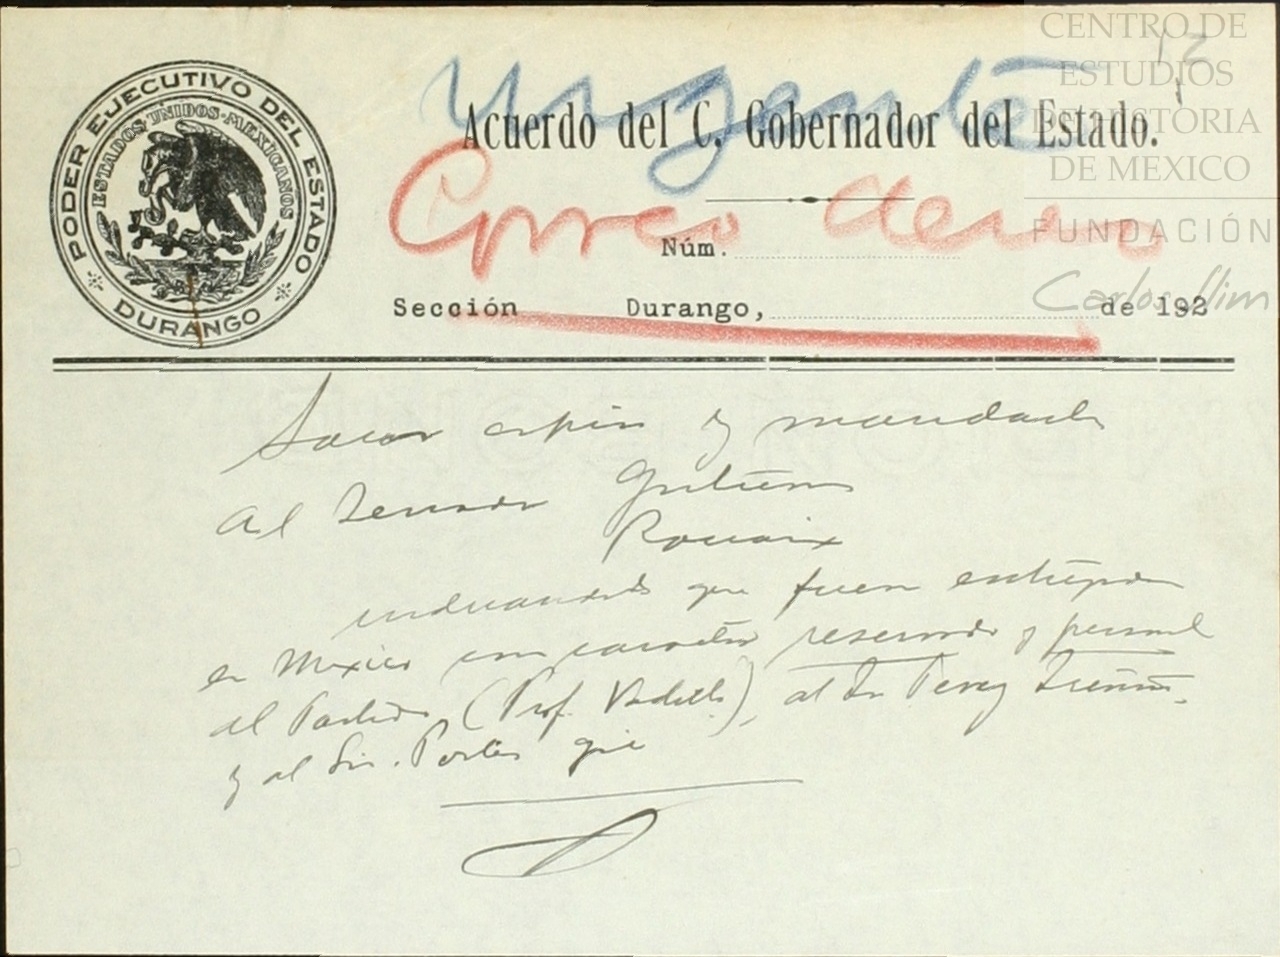 PODER EJECUTIVO DEL ESTADO
ESTADOS UNIDOS MEXICANOS
DURANGO
CENTRO DE
ESTUDIOS
DE HISTORIA
DE MEXICO
FUNDACIÓN
Carlos Slim
Urgente
Acuerdo del C. Gobernador del Estado.
Correo Aereo
Núm.
Sección Durango, de 192
Sacar copia y mandarla
al Senador Gutiérrez
Rouaix
indicandole que fueron entregadas
en Mexico con caracter reservado y personal
al Partido (Prof. Padilla), al Dr Perez Treviño,
y al Lic. Portes Gil